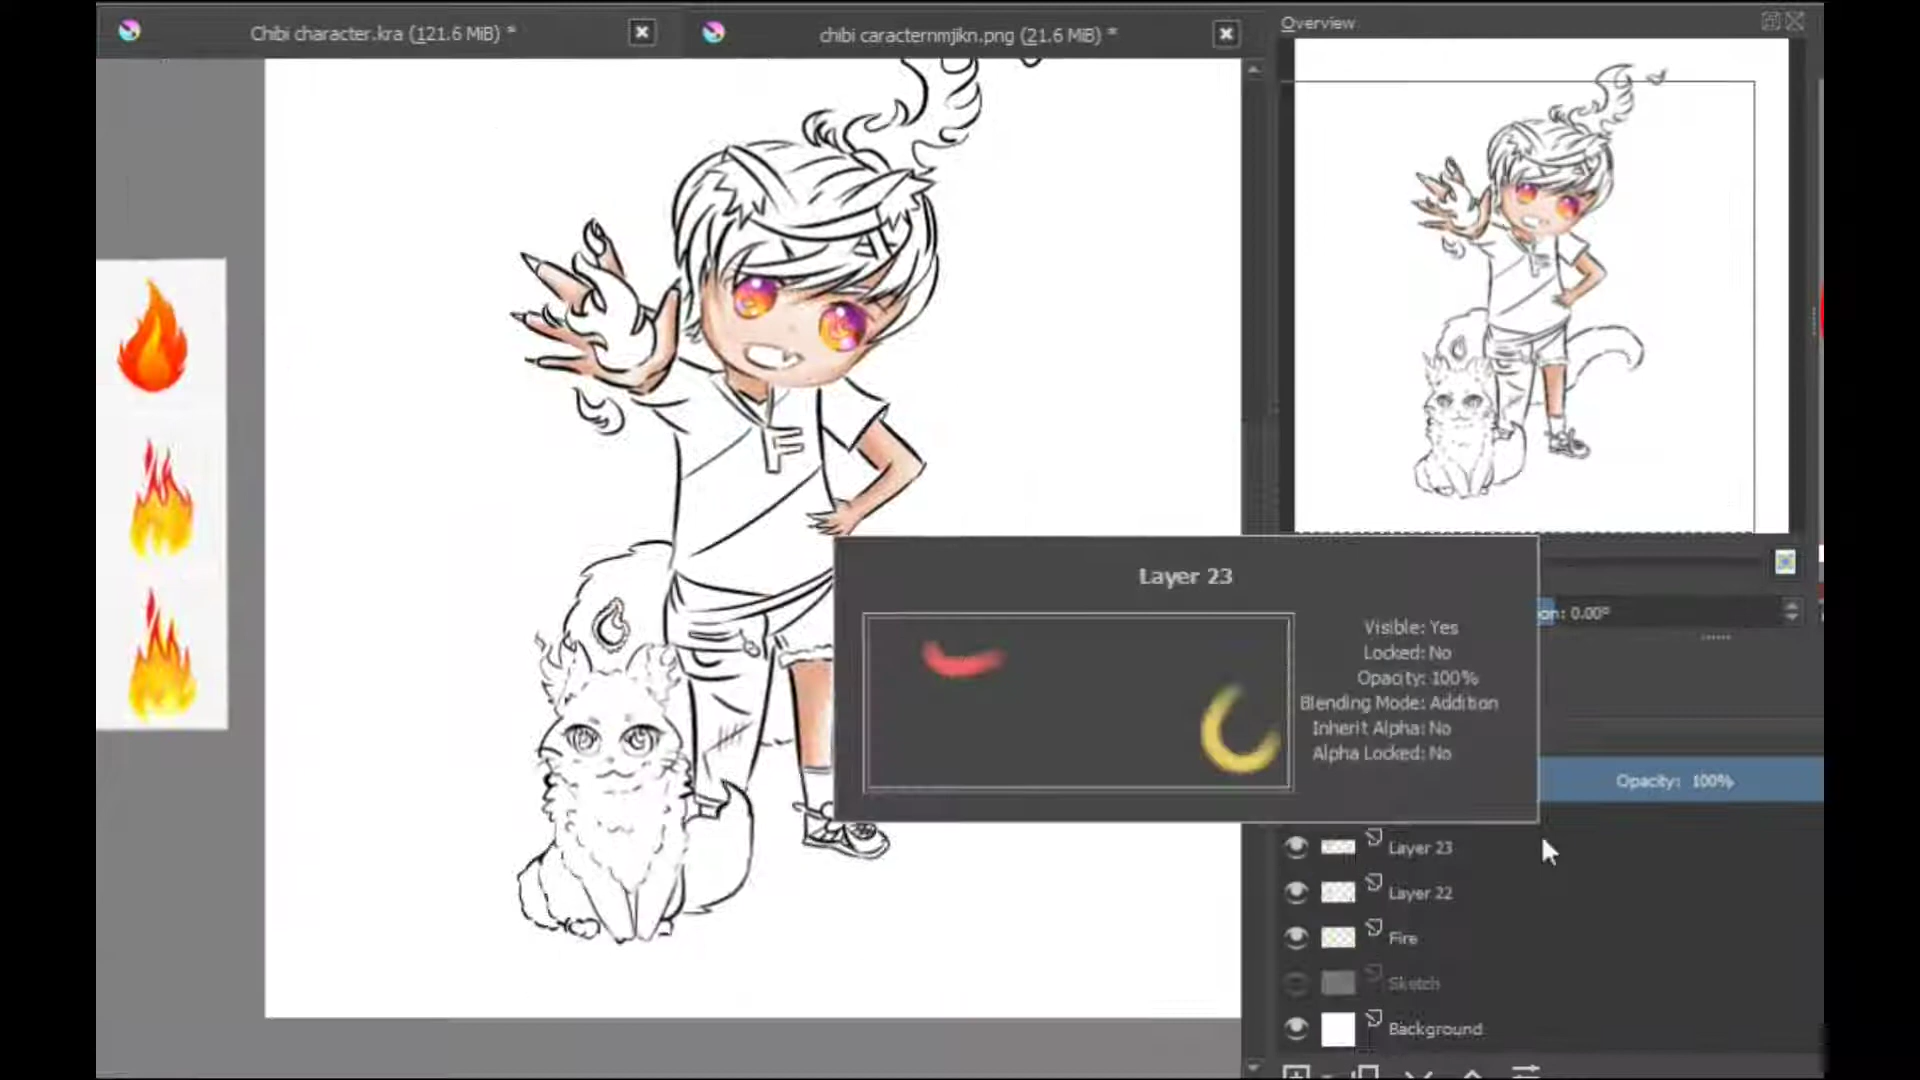 Chibi character.kra (121.6 MiB) *
chibi caracternmjikn.png (21.6 MiB) *
Overview
F
F
Layer 23
Visible: Yes
Locked: No
Opacity: 100%
Blending Mode: Addition
Inherit Alpha: No
Alpha Locked: No
on: 0.00°
Opacity: 100%
Layer 23
Layer 22
Fire
Sketch
Background